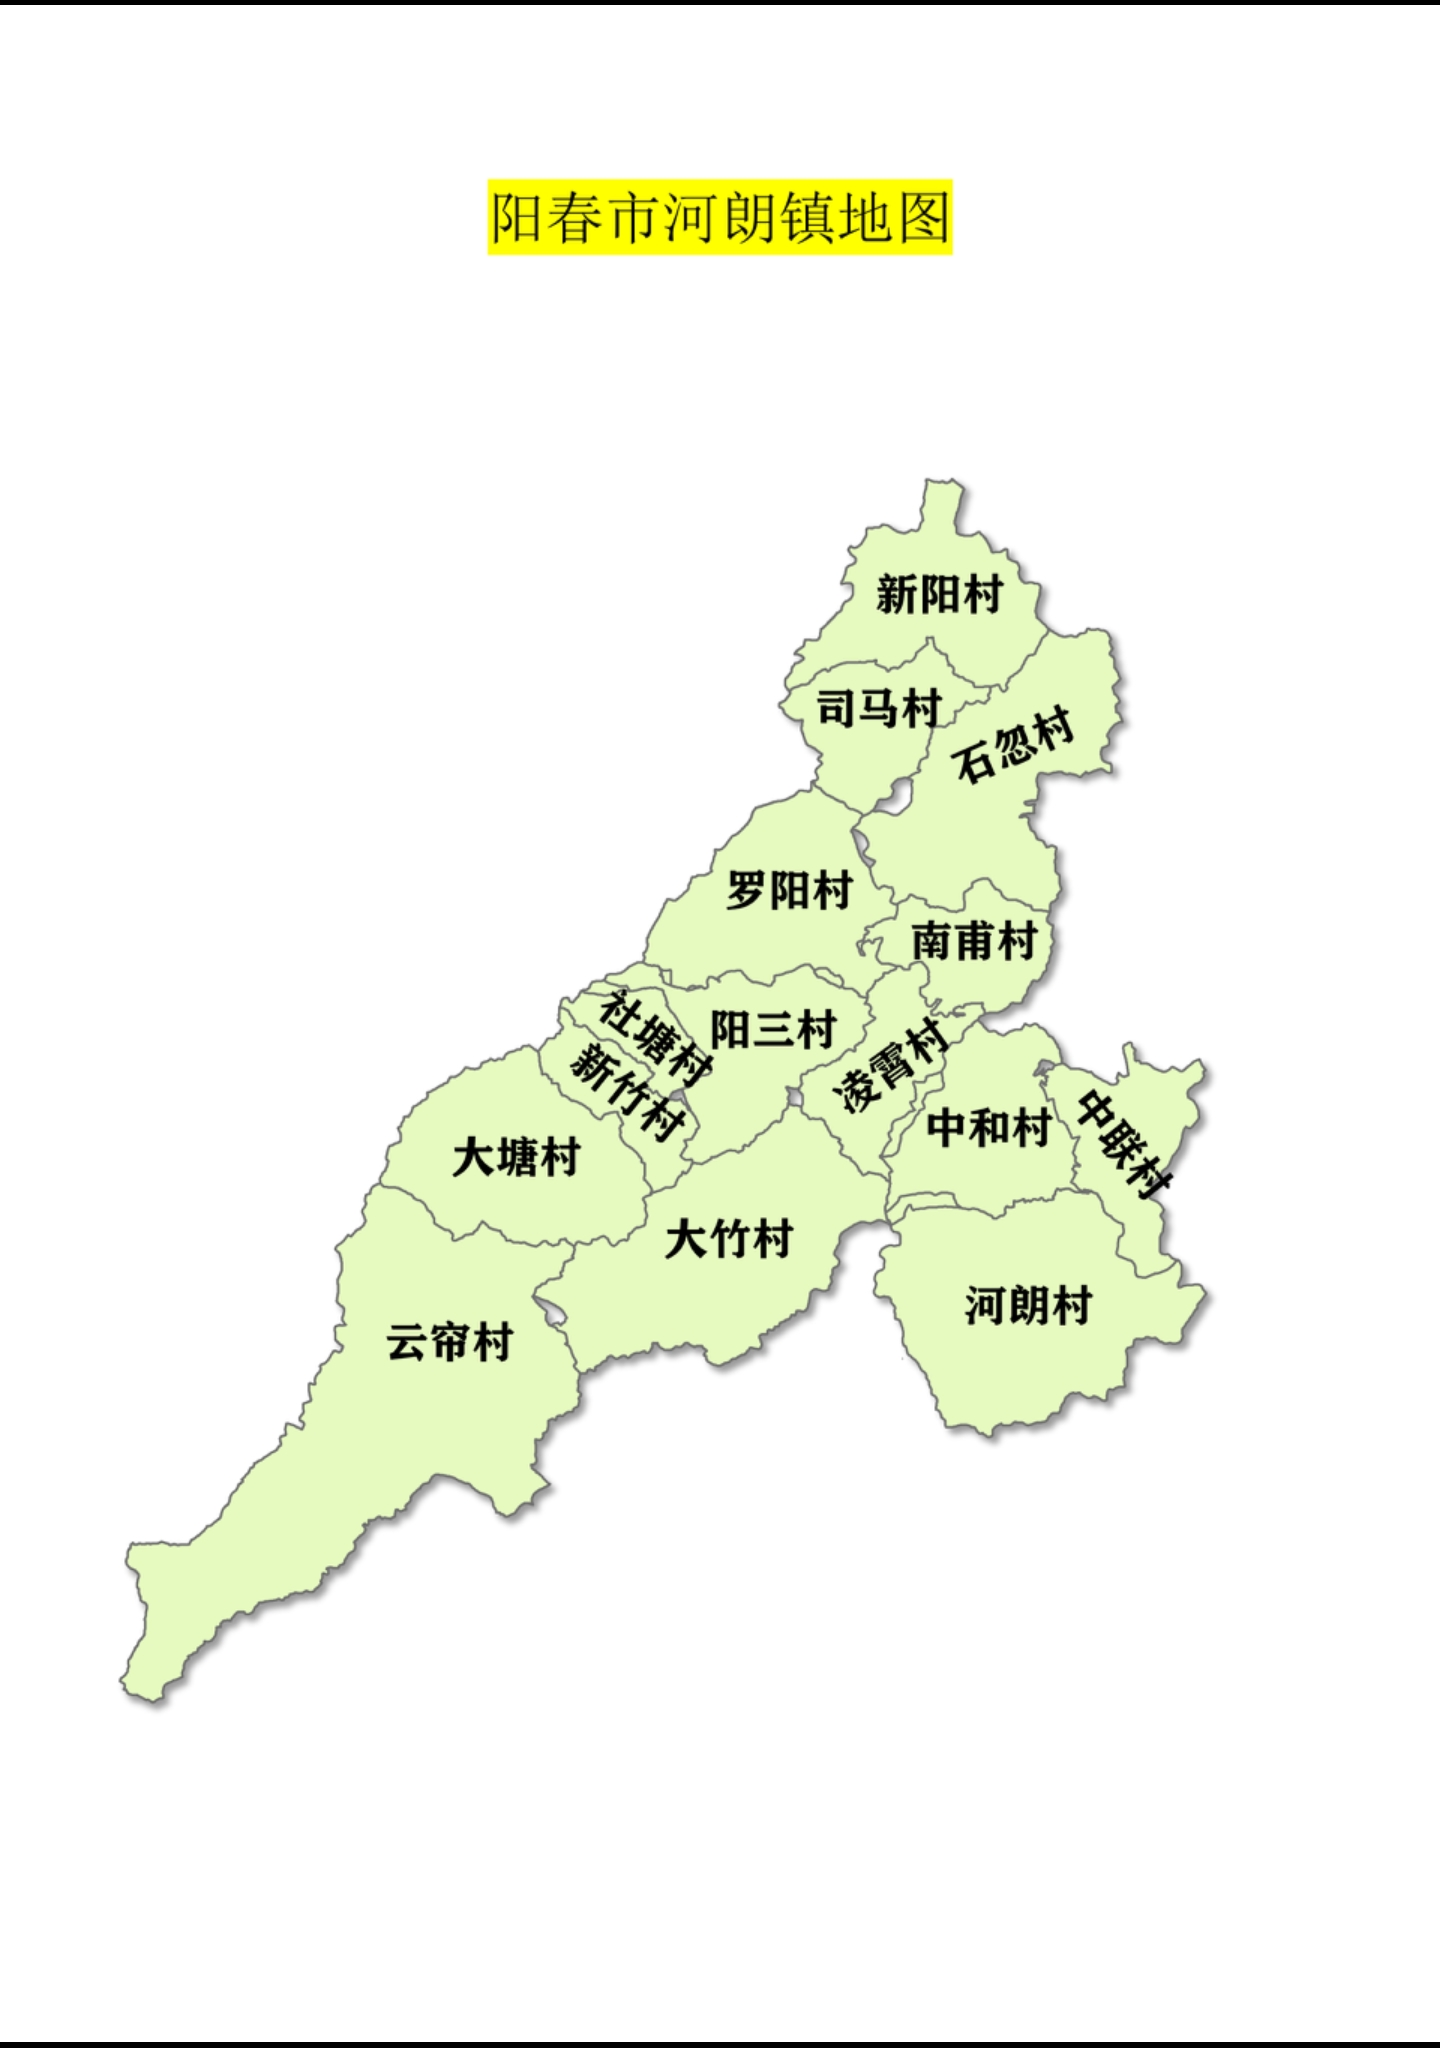 阳春市河朗镇地图
新阳村
司马村
石忽村
罗阳村
南甫村
社塘村
阳三村
凌霄村
新竹村
中和村
中联村
大塘村
大竹村
河朗村
云帘村